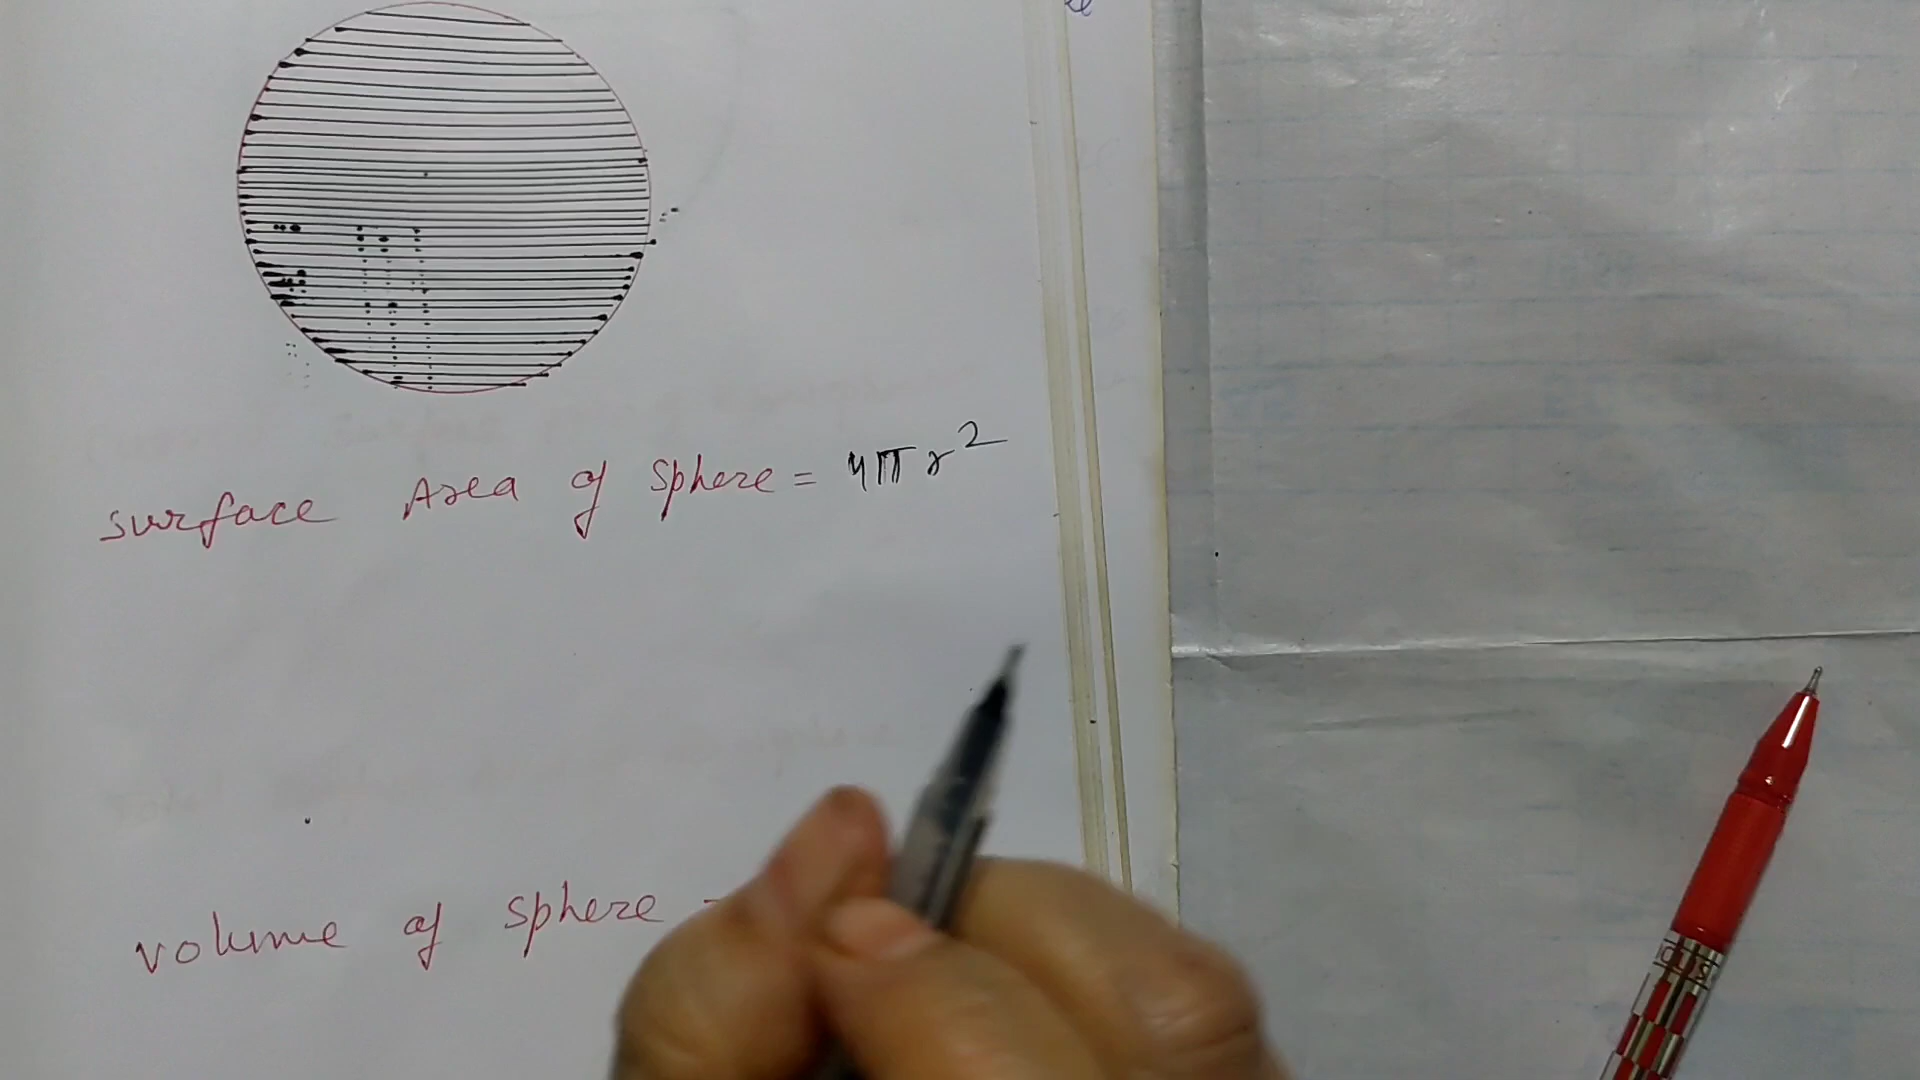 surface Area of sphere = 4πr²
volume of sphere =